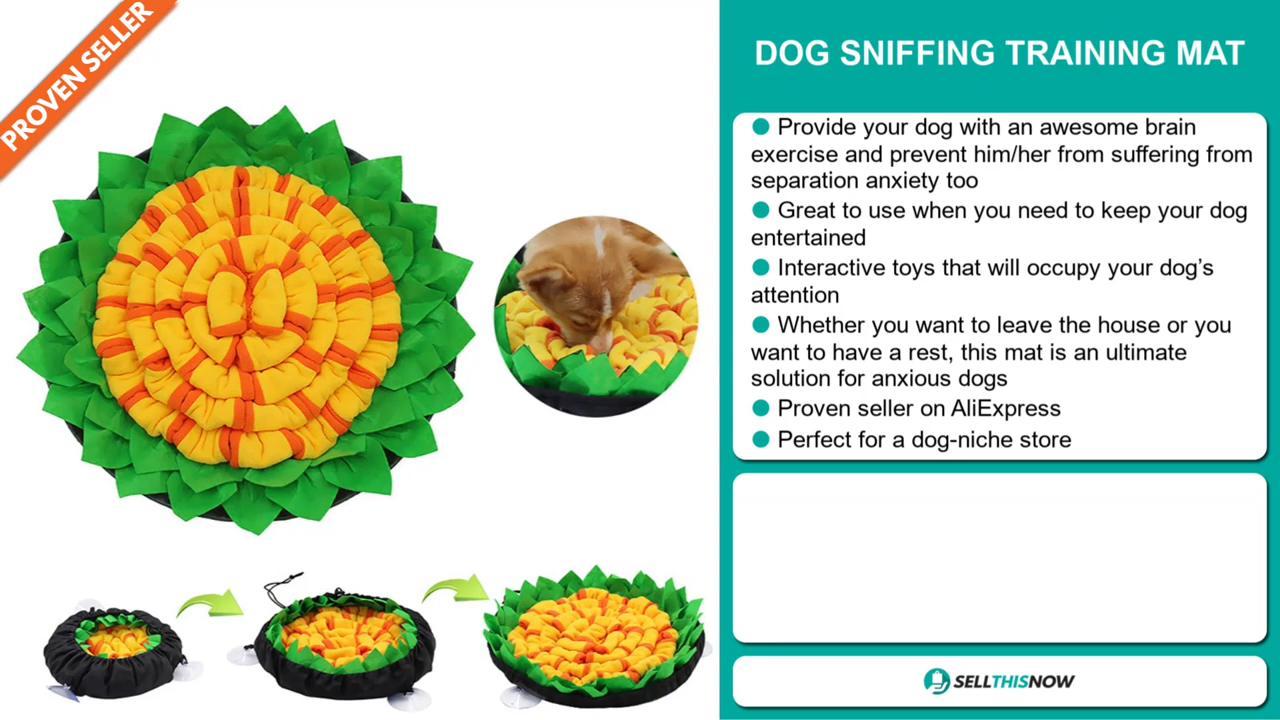 PROVEN SELLER
DOG SNIFFING TRAINING MAT
● Provide your dog with an awesome brain
exercise and prevent him/her from suffering from
separation anxiety too
● Great to use when you need to keep your dog
entertained
● Interactive toys that will occupy your dog’s
attention
● Whether you want to leave the house or you
want to have a rest, this mat is an ultimate
solution for anxious dogs
● Proven seller on AliExpress
● Perfect for a dog-niche store
SELLTHISNOW